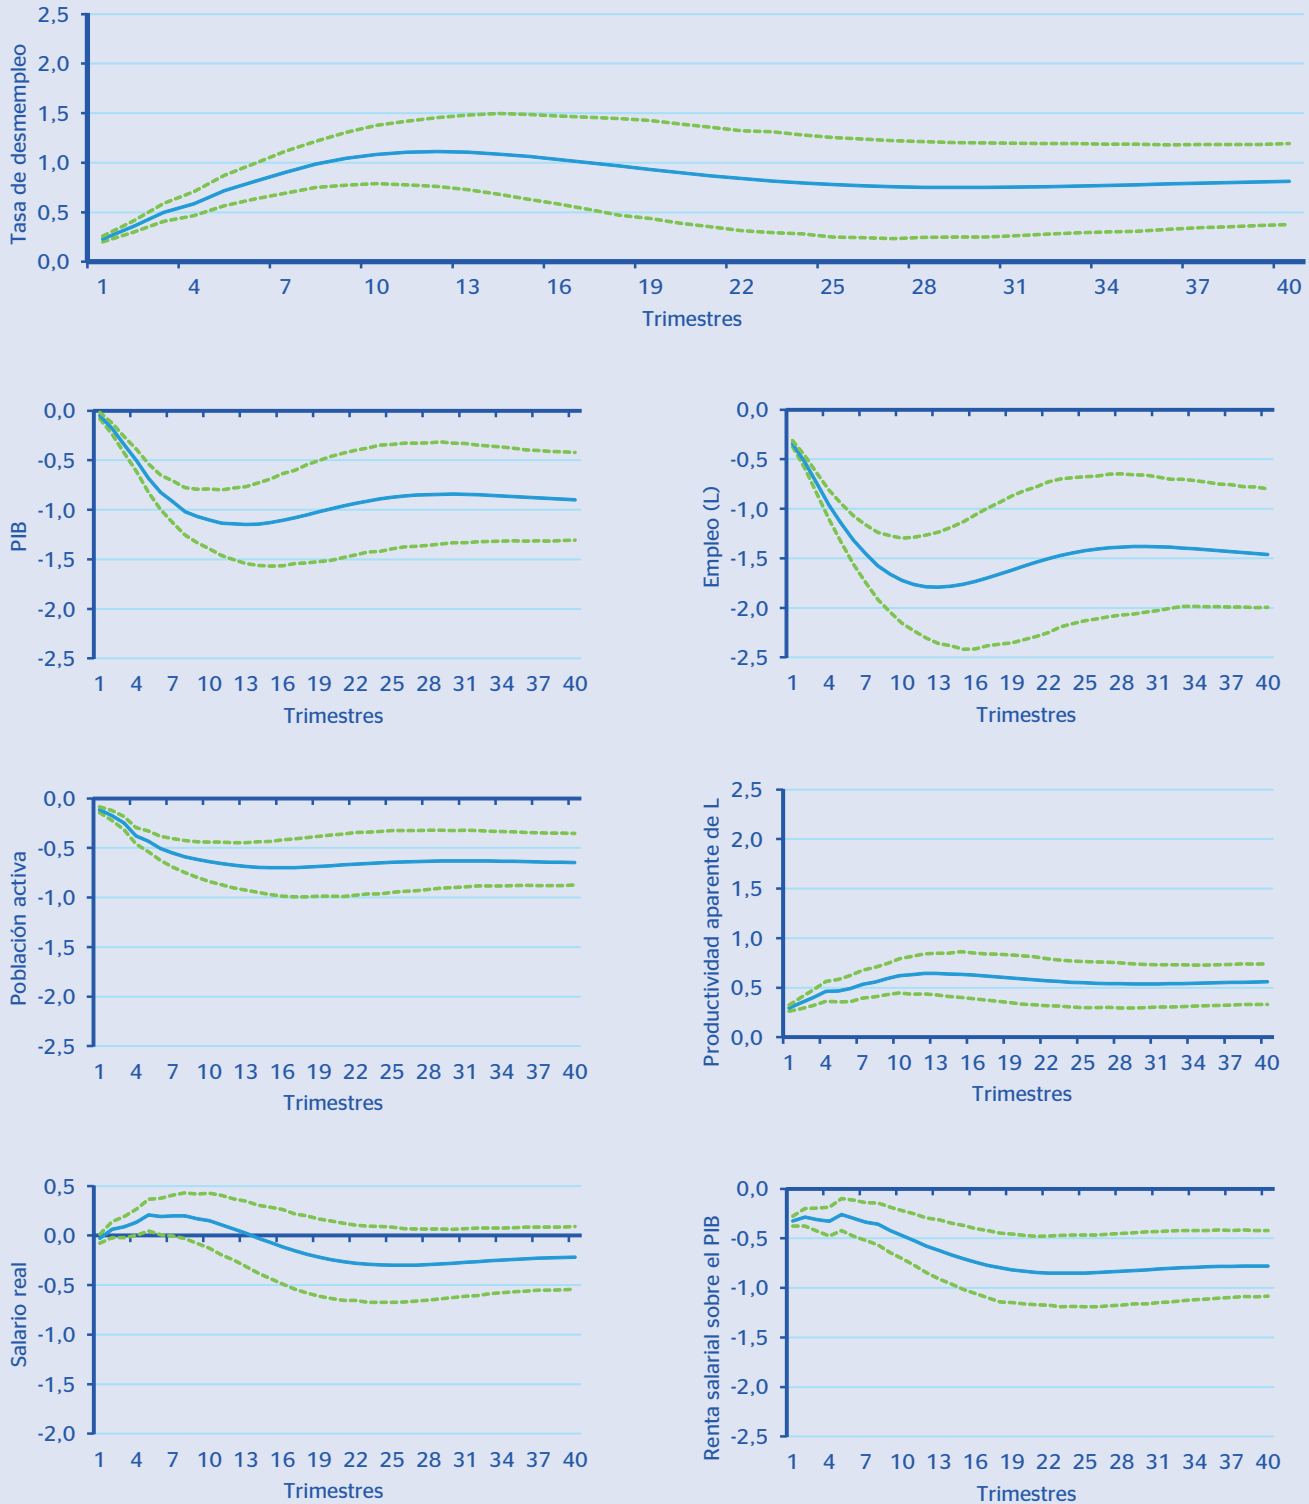 Tasa de desmempleo
2,5
2,0
1,5
1,0
0,5
0,0
1 4 7 10 13 16 19 22 25 28 31 34 37 40
Trimestres
PIB
0,0
-0,5
-1,0
-1,5
-2,0
-2,5
1 4 7 10 13 16 19 22 25 28 31 34 37 40
Trimestres
Empleo (L)
0,0
-0,5
-1,0
-1,5
-2,0
-2,5
1 4 7 10 13 16 19 22 25 28 31 34 37 40
Trimestres
Población activa
0,0
-0,5
-1,0
-1,5
-2,0
-2,5
1 4 7 10 13 16 19 22 25 28 31 34 37 40
Trimestres
Productividad aparente de L
2,5
2,0
1,5
1,0
0,5
0,0
1 4 7 10 13 16 19 22 25 28 31 34 37 40
Trimestres
Salario real
0,5
0,0
-0,5
-1,0
-1,5
-2,0
1 4 7 10 13 16 19 22 25 28 31 34 37 40
Trimestres
Renta salarial sobre el PIB
0,0
-0,5
-1,0
-1,5
-2,0
-2,5
1 4 7 10 13 16 19 22 25 28 31 34 37 40
Trimestres